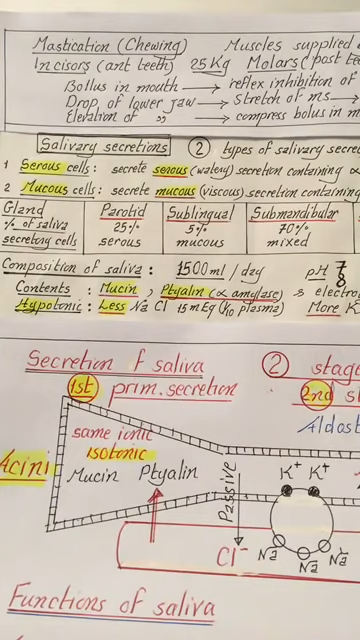 Mastication (Chewing) Muscles supplied
Incisors (ant teeth) 25 Kg Molars (post te
Bollus in mouth → reflex inhibition of
Drop of lower jaw → stretch of ms →
Elevation of ,, → compress bolus in m
Salivary secretions ② types of salivary secre
1 Serous cells: secrete serous (watery) secretion containing α
2 Mucous cells: secrete mucous (viscous) secretion containing
Gland Parotid Sublingual Submandibular
% of saliva 25% 5% 70%
secretory cells serous mucous mixed
Composition of saliva: 1500 ml/day pH 7
8
Contents: Mucin, Ptyalin (α amylase) & electro
Hypotonic: Less Na Cl 15 mEq (1/10 plasma) More K
Secretion of saliva ② stage
1st prim. secretion 2nd s
same ionic Aldost
isotonic
Acini Mucin Ptyalin Passive K+ K+
Cl- Na+ Na+ Na+
Functions of saliva